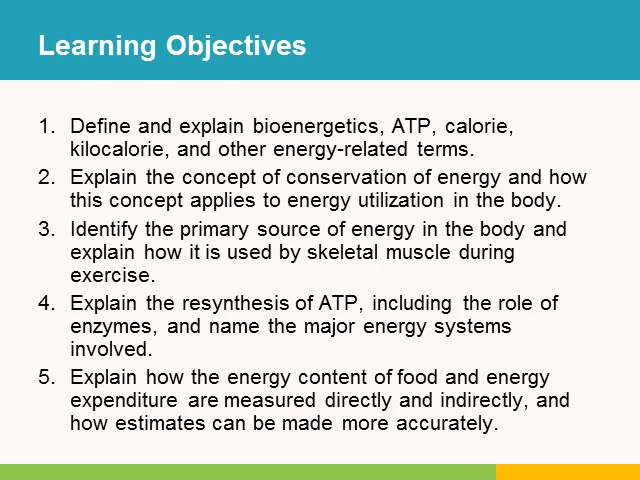 Learning Objectives
1. Define and explain bioenergetics, ATP, calorie,
kilocalorie, and other energy-related terms.
2. Explain the concept of conservation of energy and how
this concept applies to energy utilization in the body.
3. Identify the primary source of energy in the body and
explain how it is used by skeletal muscle during
exercise.
4. Explain the resynthesis of ATP, including the role of
enzymes, and name the major energy systems
involved.
5. Explain how the energy content of food and energy
expenditure are measured directly and indirectly, and
how estimates can be made more accurately.